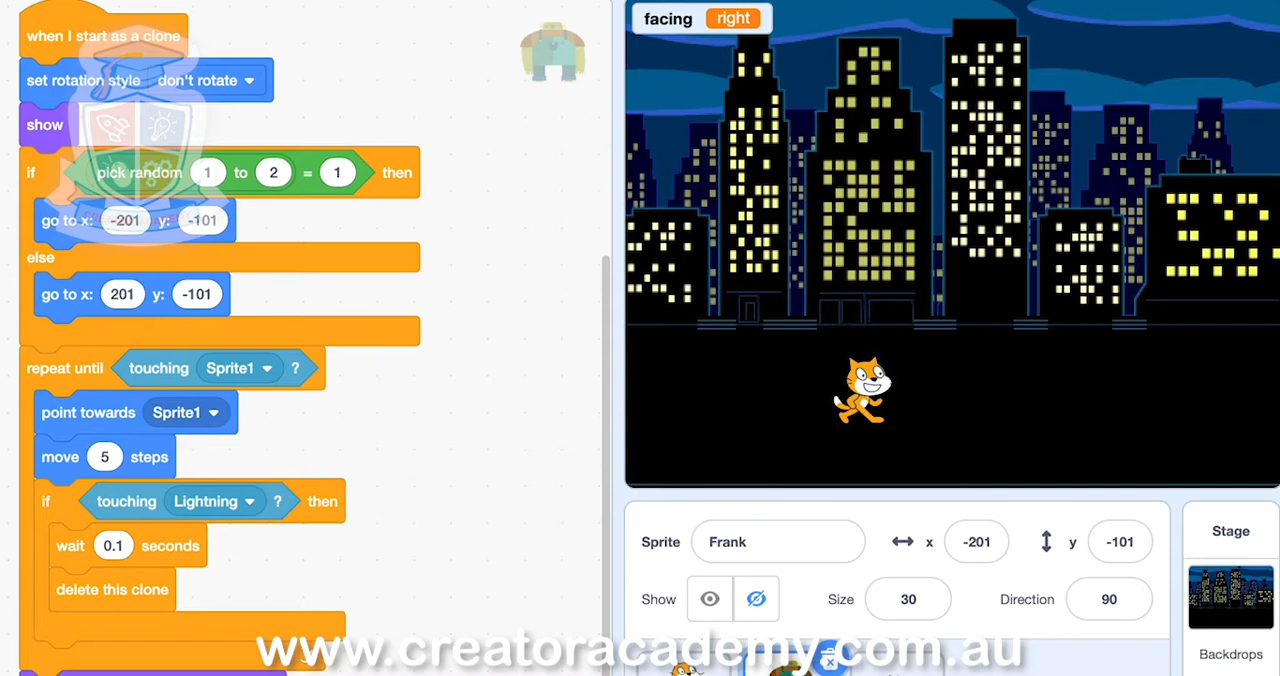 when I start as a clone
set rotation style don't rotate
show
if pick random 1 to 2 = 1 then
go to x: -201 y: -101
else
go to x: 201 y: -101
repeat until touching Sprite1 ?
point towards Sprite1
move 5 steps
if touching Lightning ? then
wait 0.1 seconds
delete this clone
facing right
Sprite Frank x -201 y -101
Show Size 30 Direction 90
Stage
Backdrops
www.creatoracademy.com.au